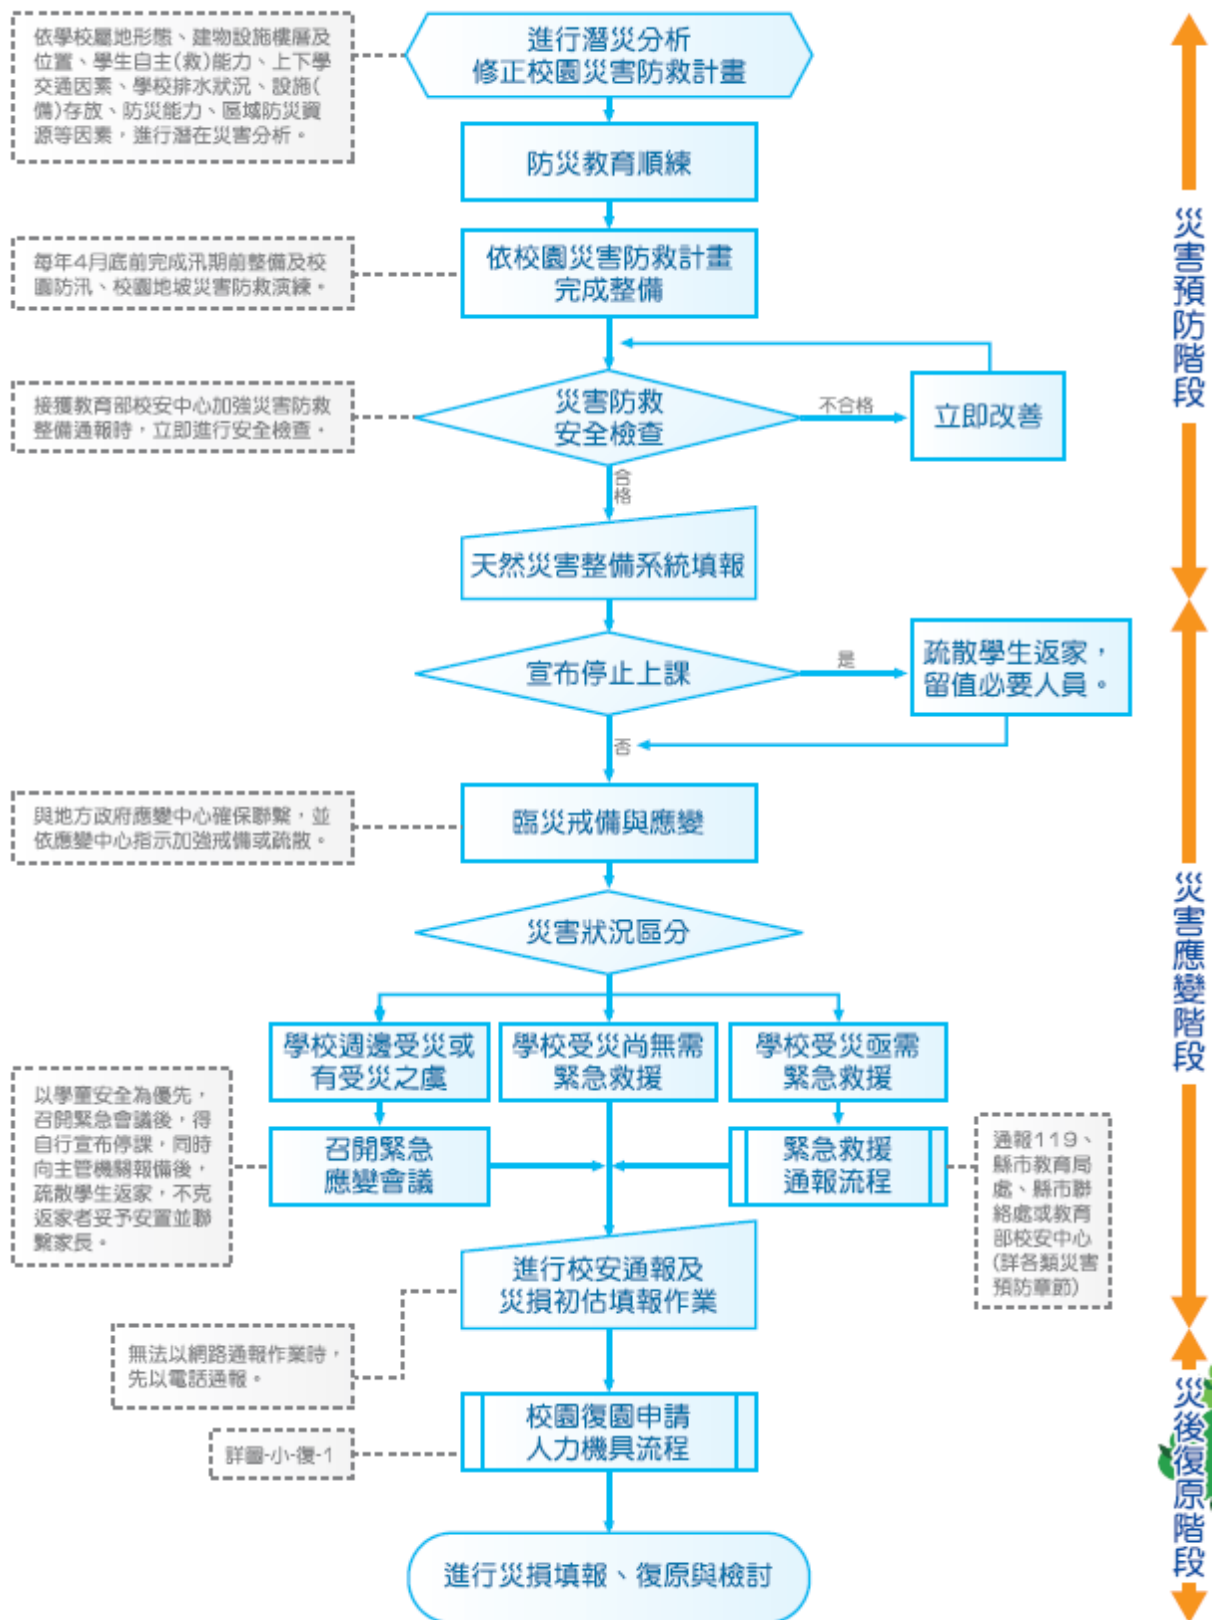 進行潛災分析
修正校園災害防救計畫
依學校屬地形態、建物設施樓層及
位置、學生自主(救)能力、上下學
交通因素、學校排水狀況、設施(
備)存放、防災能力、區域防災資
源等因素，進行潛在災害分析。
防災教育順練
依校園災害防救計畫
完成整備
每年4月底前完成汛期前整備及校
園防汛、校園地坡災害防救演練。
災害防救
安全檢查
不合格
立即改善
接獲教育部校安中心加強災害防救
整備通報時，立即進行安全檢查。
合格
天然災害整備系統填報
災害預防階段
宣布停止上課
是
疏散學生返家，
留值必要人員。
否
臨災戒備與應變
與地方政府應變中心確保聯繫，並
依應變中心指示加強戒備或疏散。
災害狀況區分
學校週邊受災或
有受災之虞
學校受災尚無需
緊急救援
學校受災亟需
緊急救援
召開緊急
應變會議
緊急救援
通報流程
以學童安全為優先，
召開緊急會議後，得
自行宣布停課，同時
向主管機關報備後，
疏散學生返家，不克
返家者妥予安置並聯
繫家長。
通報119、
縣市教育局
處、縣市聯
絡處或教育
部校安中心
(詳各類災害
預防章節)
進行校安通報及
災損初估填報作業
無法以網路通報作業時，
先以電話通報。
災害應變階段
校園復園申請
人力機具流程
詳圖-小-復-1
進行災損填報、復原與檢討
災後復原階段